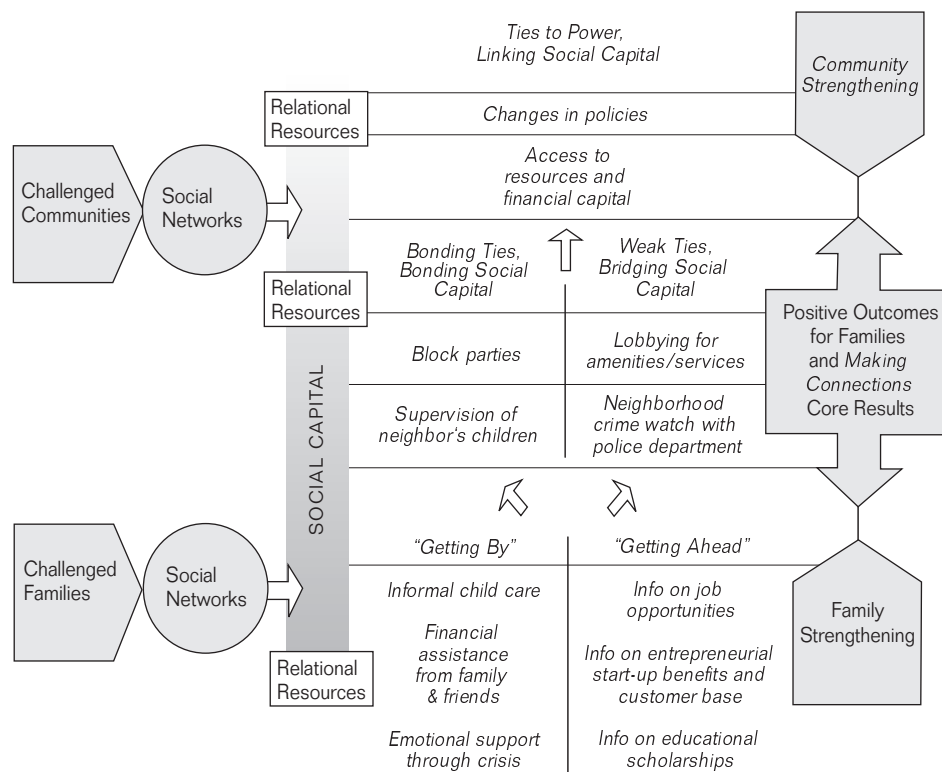 Ties to Power,
Linking Social Capital
Community
Strengthening
Relational
Resources
Changes in policies
Access to
resources and
financial capital
Challenged
Communities
Social
Networks
Bonding Ties,
Bonding Social
Capital
Weak Ties,
Bridging Social
Capital
Relational
Resources
Positive Outcomes
for Families
and Making
Connections
Core Results
Block parties
Lobbying for
amenities/services
Supervision of
neighbor's children
Neighborhood
crime watch with
police department
SOCIAL CAPITAL
Challenged
Families
Social
Networks
“Getting By”
“Getting Ahead”
Informal child care
Info on job
opportunities
Family
Strengthening
Financial
assistance
from family
& friends
Info on entrepreneurial
start-up benefits and
customer base
Relational
Resources
Emotional support
through crisis
Info on educational
scholarships